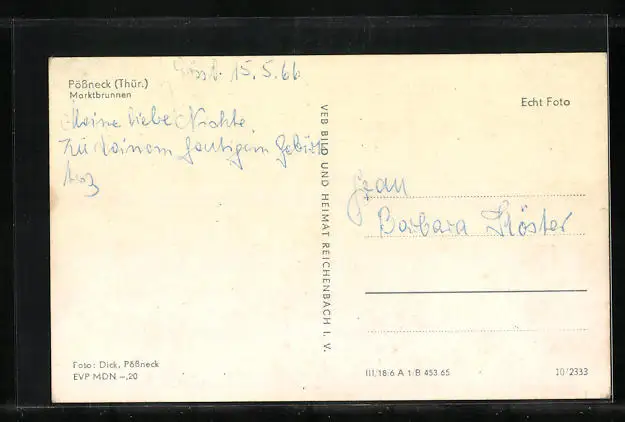 15.5.66
Pößneck (Thür.)
Marktbrunnen
Echt Foto
Meine liebe Nichte.
Zu Deinem heutigen Geburts
tag
VEB BILD UND HEIMAT REICHENBACH I. V.
Frau
Barbara Köster
Foto: Dick, Pößneck
EVP MDN –,20
III/18/6 A 1/B 453 65
10/2333